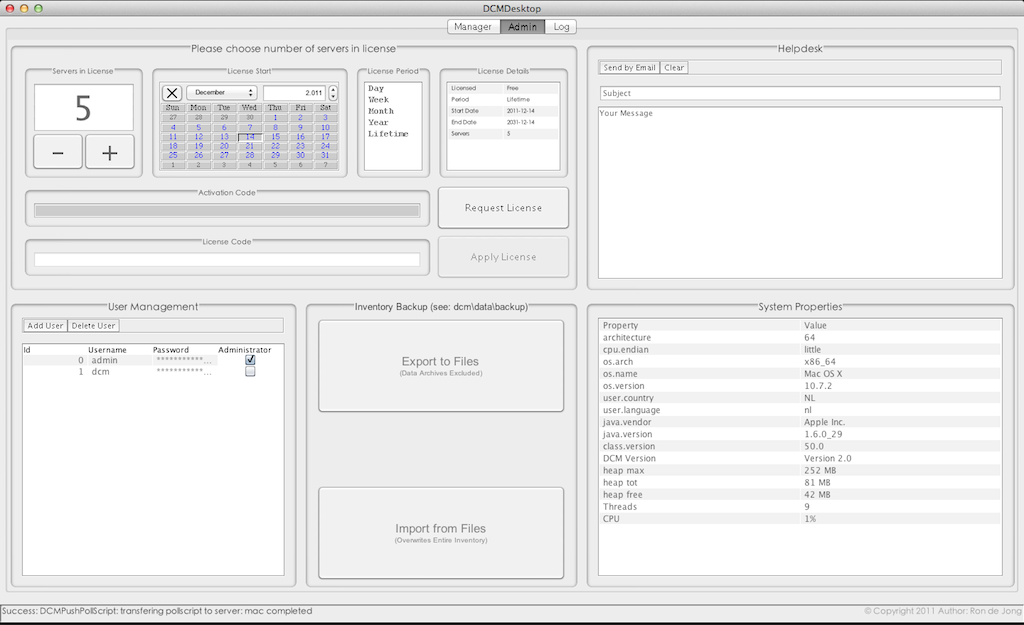 DCMDesktop
Manager Admin Log
Please choose number of servers in license
Servers in License
5
- +
License Start
December 2.011
Sun Mon Tue Wed Thu Fri Sat
27 28 29 30 1 2 3
4 5 6 7 8 9 10
11 12 13 14 15 16 17
18 19 20 21 22 23 24
25 26 27 28 29 30 31
1 2 3 4 5 6 7
License Period
Day
Week
Month
Year
Lifetime
License Details
Licensed Free
Period Lifetime
Start Date 2011-12-14
End Date 2031-12-14
Servers 5
Activation Code
Request License
License Code
Apply License
Helpdesk
Send by Email Clear
Subject
Your Message
User Management
Add User Delete User
Id Username Password Administrator
0 admin ***********...
1 dcm ***********...
Inventory Backup (see: dcm\data\backup)
Export to Files
(Data Archives Excluded)
Import from Files
(Overwrites Entire Inventory)
System Properties
Property Value
architecture 64
cpu.endian little
os.arch x86_64
os.name Mac OS X
os.version 10.7.2
user.country NL
user.language nl
java.vendor Apple Inc.
java.version 1.6.0_29
class.version 50.0
DCM Version Version 2.0
heap max 252 MB
heap tot 81 MB
heap free 42 MB
Threads 9
CPU 1%
Success: DCMPushPollScript: transfering pollscript to server: mac completed
© Copyright 2011 Author: Ron de Jong